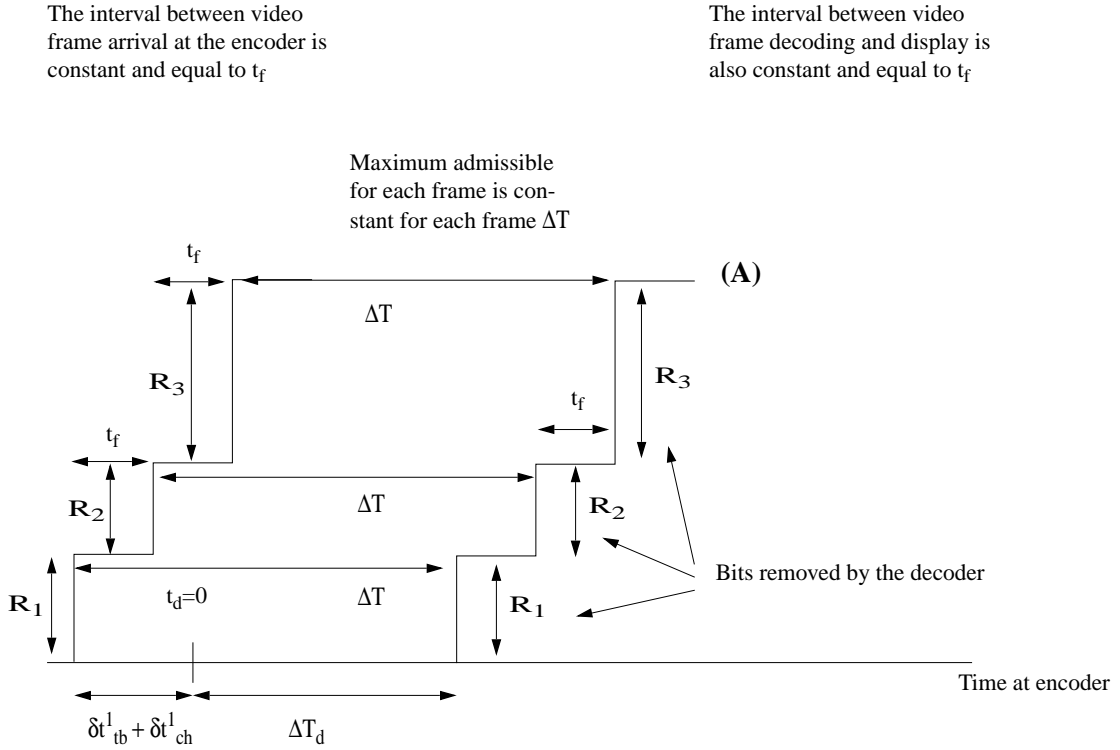 The interval between video
frame arrival at the encoder is
constant and equal to t_f
The interval between video
frame decoding and display is
also constant and equal to t_f
Maximum admissible
for each frame is con-
stant for each frame ΔT
t_f
(A)
ΔT
R_3
R_3
t_f
t_f
ΔT
R_2
R_2
Bits removed by the decoder
t_d=0
ΔT
R_1
R_1
Time at encoder
δt^1_tb + δt^1_ch
ΔT_d